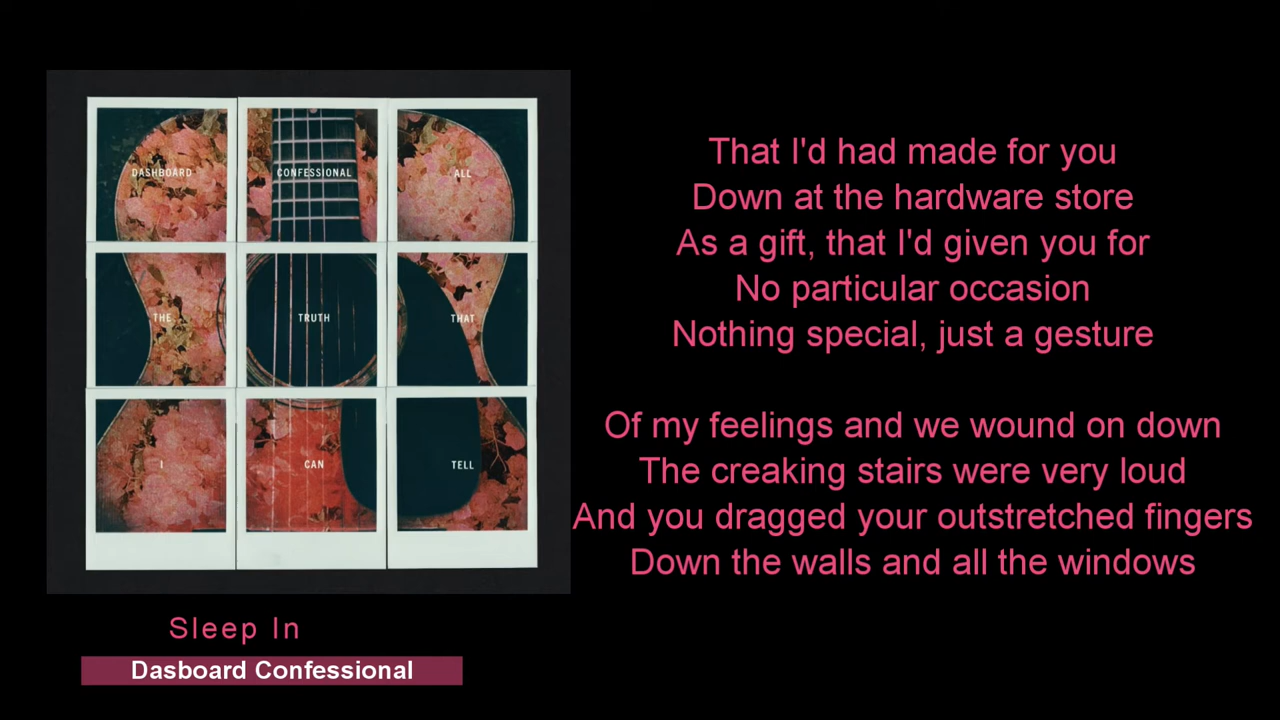 DASHBOARD CONFESSIONAL ALL
THE TRUTH THAT
I CAN TELL
Sleep In
Dasboard Confessional
That I'd had made for you
Down at the hardware store
As a gift, that I'd given you for
No particular occasion
Nothing special, just a gesture
Of my feelings and we wound on down
The creaking stairs were very loud
And you dragged your outstretched fingers
Down the walls and all the windows